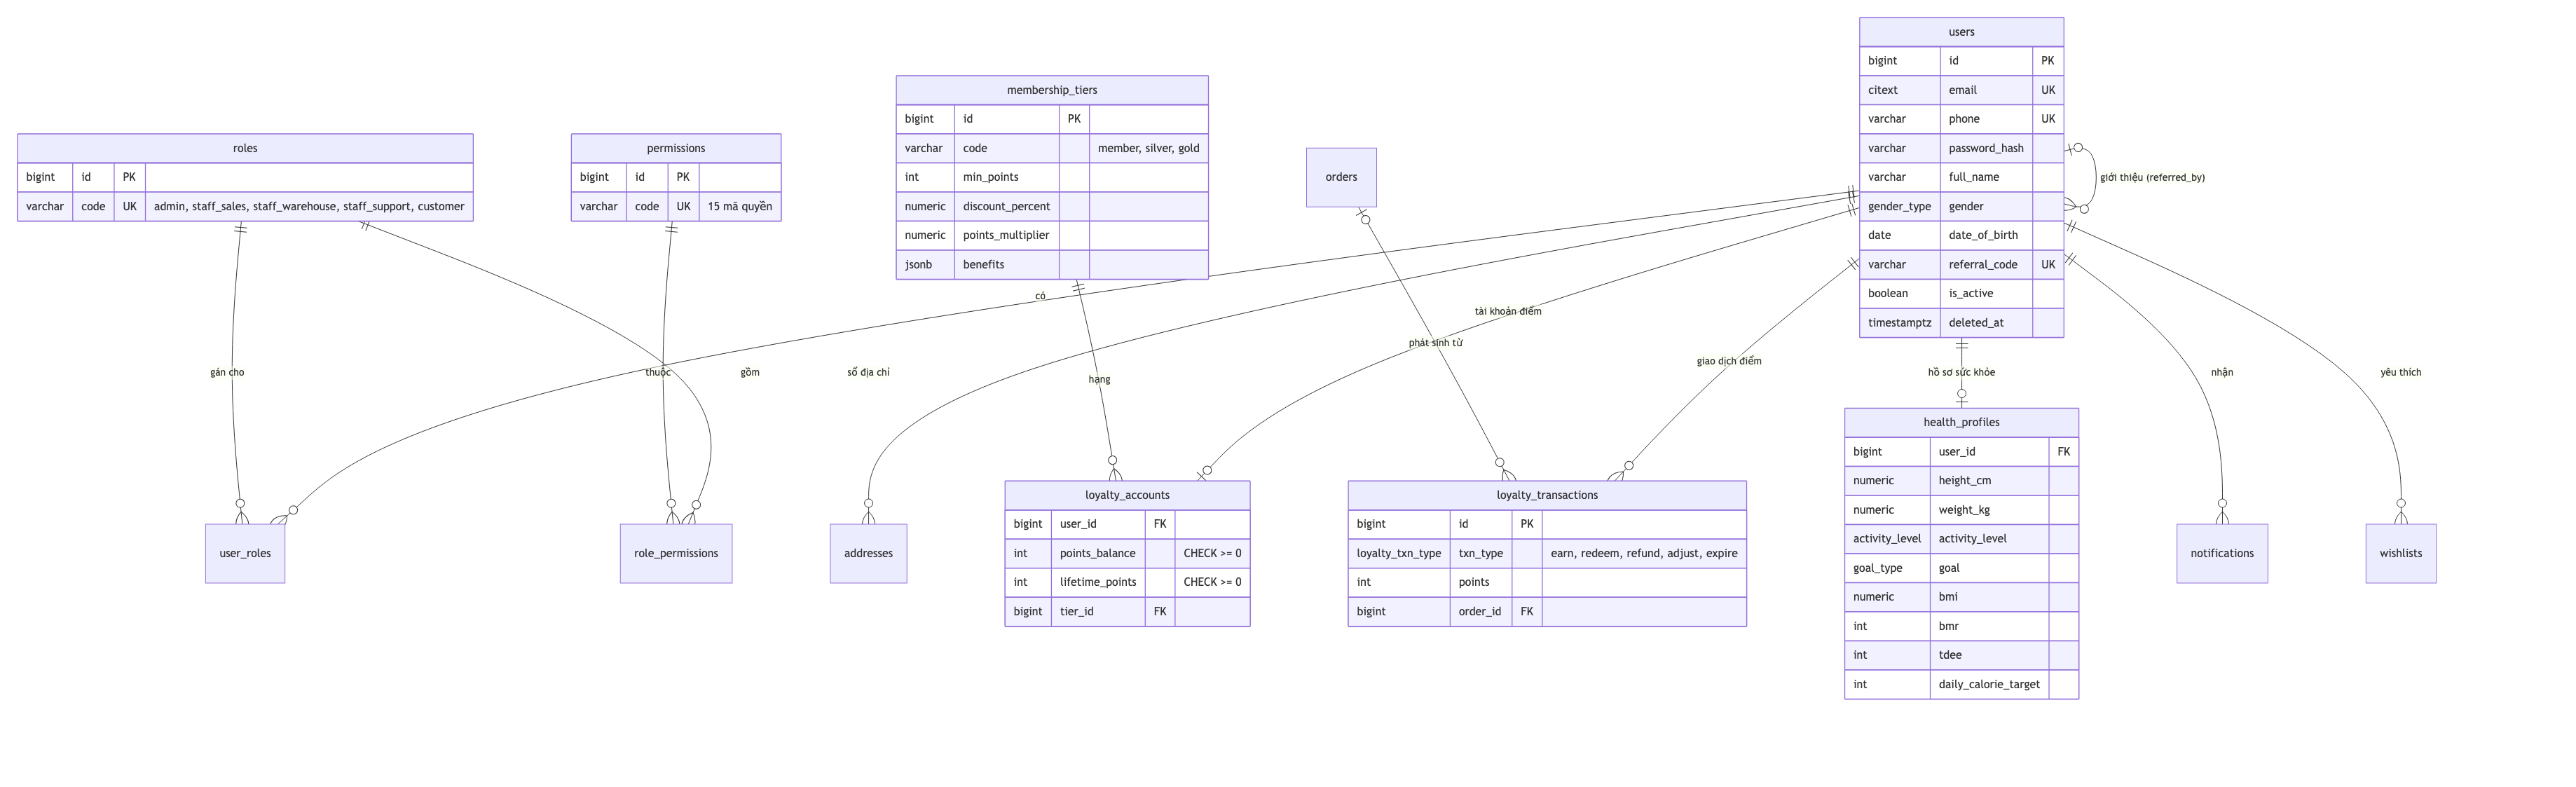 users
bigint id PK
citext email UK
varchar phone UK
varchar password_hash
varchar full_name
gender_type gender
date date_of_birth
varchar referral_code UK
boolean is_active
timestamptz deleted_at
giới thiệu (referred_by)
membership_tiers
bigint id PK
varchar code member, silver, gold
int min_points
numeric discount_percent
numeric points_multiplier
jsonb benefits
roles
bigint id PK
varchar code UK admin, staff_sales, staff_warehouse, staff_support, customer
permissions
bigint id PK
varchar code UK 15 mã quyền
orders
có
tài khoản điểm
phát sinh từ
giao dịch điểm
gán cho
thuộc
gồm
sổ địa chỉ
hạng
hồ sơ sức khỏe
nhận
yêu thích
health_profiles
bigint user_id FK
numeric height_cm
numeric weight_kg
activity_level activity_level
goal_type goal
numeric bmi
int bmr
int tdee
int daily_calorie_target
loyalty_accounts
bigint user_id FK
int points_balance CHECK >= 0
int lifetime_points CHECK >= 0
bigint tier_id FK
loyalty_transactions
bigint id PK
loyalty_txn_type txn_type earn, redeem, refund, adjust, expire
int points
bigint order_id FK
user_roles
role_permissions
addresses
notifications
wishlists